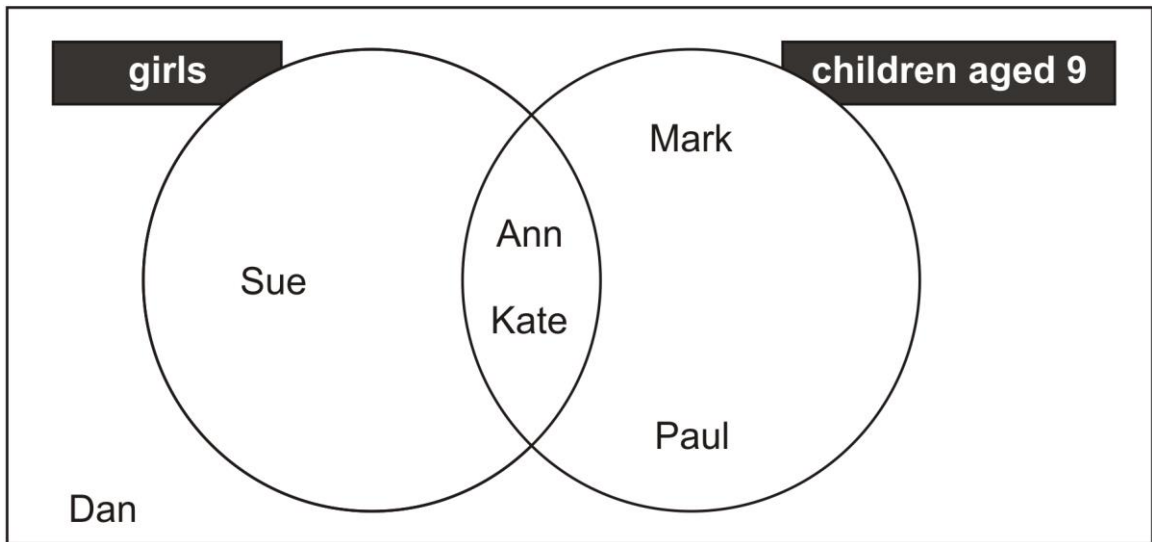 girls
children aged 9
Mark
Ann
Sue
Kate
Paul
Dan